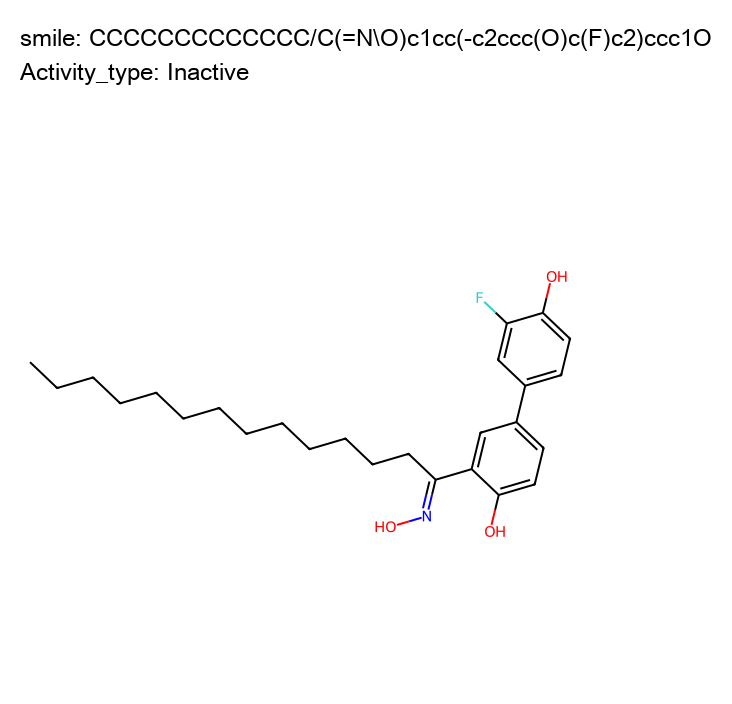 smile: CCCCCCCCCCCCC/C(=N\O)c1cc(-c2ccc(O)c(F)c2)ccc1O
Activity_type: Inactive
OH
F
N
HO
OH